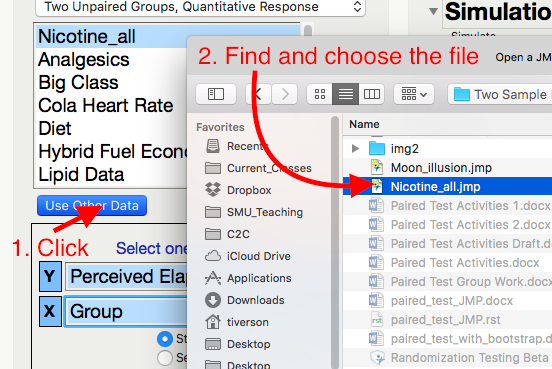 Two Unpaired Groups, Quantitative Response
Simulatio
Simulate
Nicotine_all
Analgesics
Big Class
Cola Heart Rate
Diet
Hybrid Fuel Econo
Lipid Data
Use Other Data
1. Click
Select one
Y Perceived Elap
X Group
St
Se
2. Find and choose the file
Open a JM
Two Sample
Favorites
Recents
Current_Classes
Dropbox
SMU_Teaching
C2C
iCloud Drive
Applications
Downloads
tiverson
Desktop
Desktop
Name
img2
Moon_illusion.jmp
Nicotine_all.jmp
Paired Test Activities 1.docx
Paired Test Activities 2.docx
Paired Test Activities Draft.docx
Paired Test Activities.docx
Paired Test Group Work.docx
paired_test_JMP.docx
paired_test_JMP.rst
paired_test_with_bootstrap.d
Randomization Testing Beta